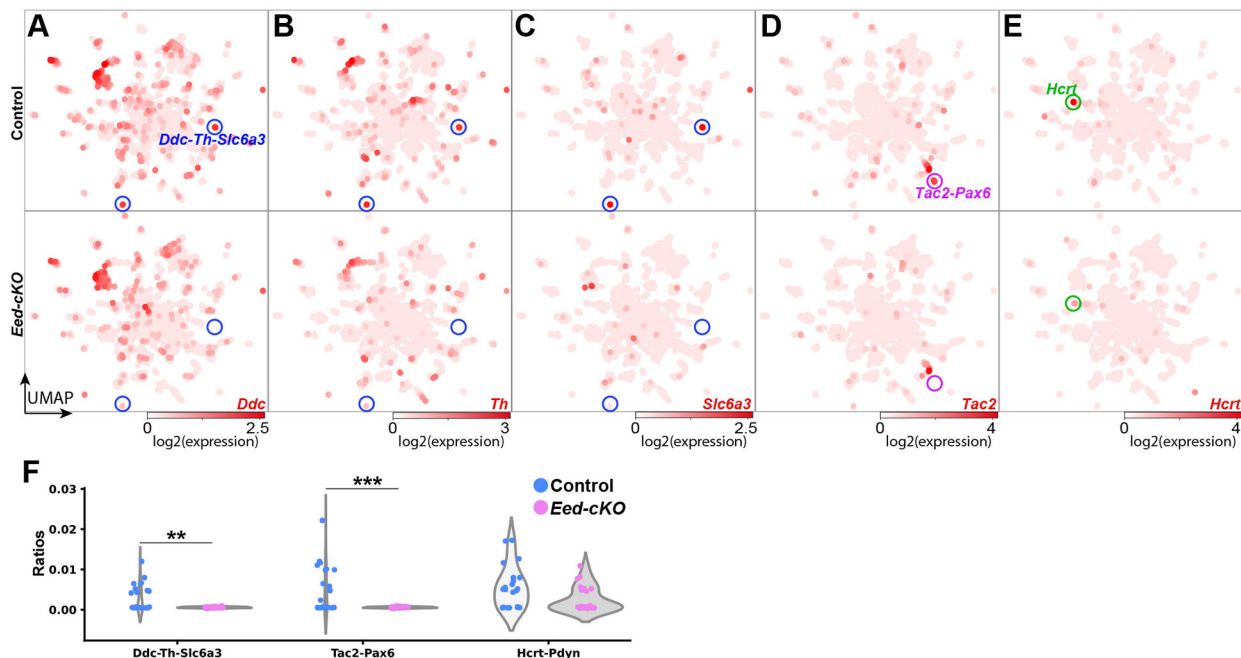 A
B
C
D
E
Control
Ddc-Th-Slc6a3
Tac2-Pax6
Hcrt
Eed-cKO
UMAP
Ddc
Th
Slc6a3
Tac2
Hcrt
0 2.5
0 3
0 2.5
0 4
0 4
log2(expression)
log2(expression)
log2(expression)
log2(expression)
log2(expression)
F
Control
Eed-cKO
**
***
Ratios
0.03
0.02
0.01
0.00
Ddc-Th-Slc6a3
Tac2-Pax6
Hcrt-Pdyn